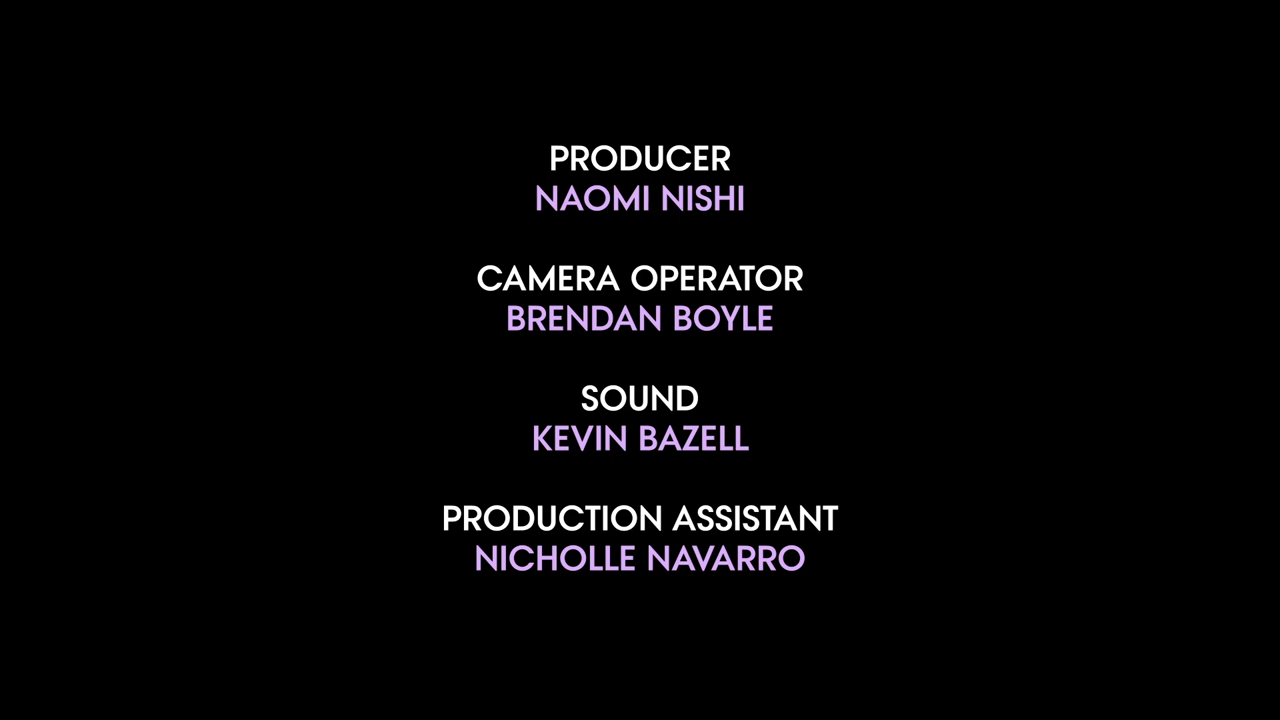 PRODUCER
NAOMI NISHI
CAMERA OPERATOR
BRENDAN BOYLE
SOUND
KEVIN BAZELL
PRODUCTION ASSISTANT
NICHOLLE NAVARRO